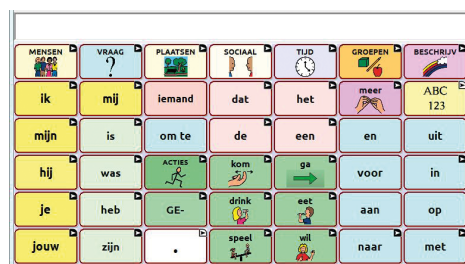 MENSEN VRAAG PLAATSEN SOCIAAL TIJD GROEPEN BESCHRIJV
?
ik mij iemand dat het meer ABC
123
mijn is om te de een en uit
hij was ACTIES kom ga voor in
je heb GE- drink eet aan op
jouw zijn . speel wil naar met